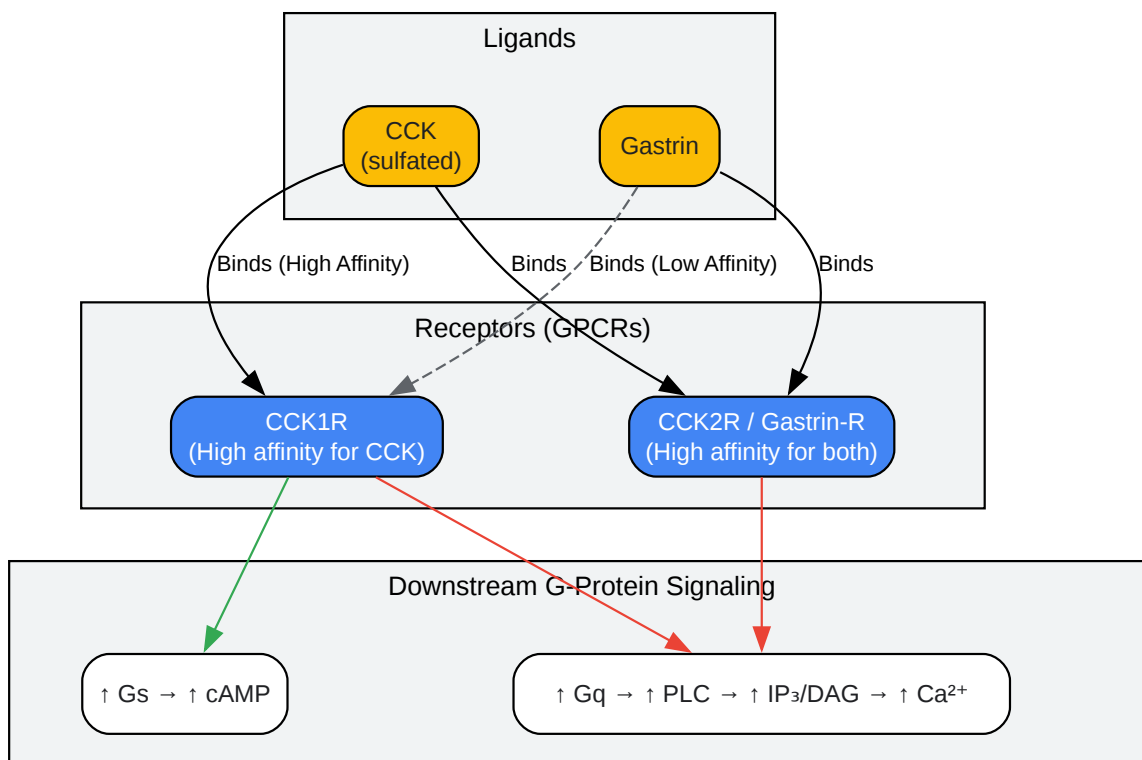 Ligands
CCK
(sulfated)
Gastrin
Binds (High Affinity)
Binds
Binds (Low Affinity)
Binds
Receptors (GPCRs)
CCK1R
(High affinity for CCK)
CCK2R / Gastrin-R
(High affinity for both)
Downstream G-Protein Signaling
↑ Gs → ↑ cAMP
↑ Gq → ↑ PLC → ↑ IP₃/DAG → ↑ Ca²⁺